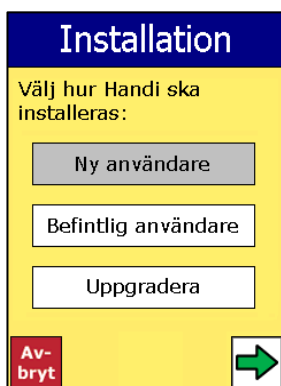 Installation
Välj hur Handi ska
installeras:
Ny användare
Befintlig användare
Uppgradera
Av-
bryt